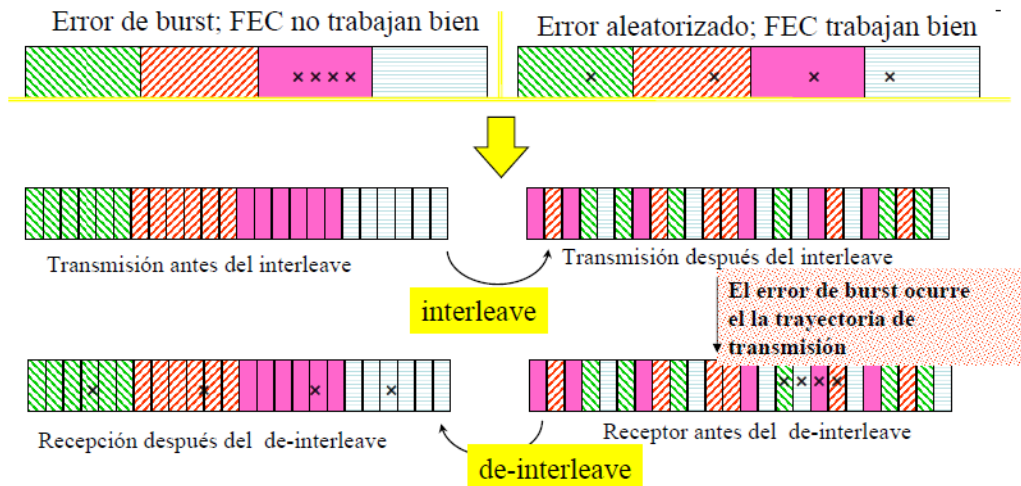 Error de burst; FEC no trabajan bien
Error aleatorizado; FEC trabajan bien
Transmisión antes del interleave
Transmisión después del interleave
interleave
El error de burst ocurre
el la trayectoria de
transmisión
Recepción después del de-interleave
Receptor antes del de-interleave
de-interleave